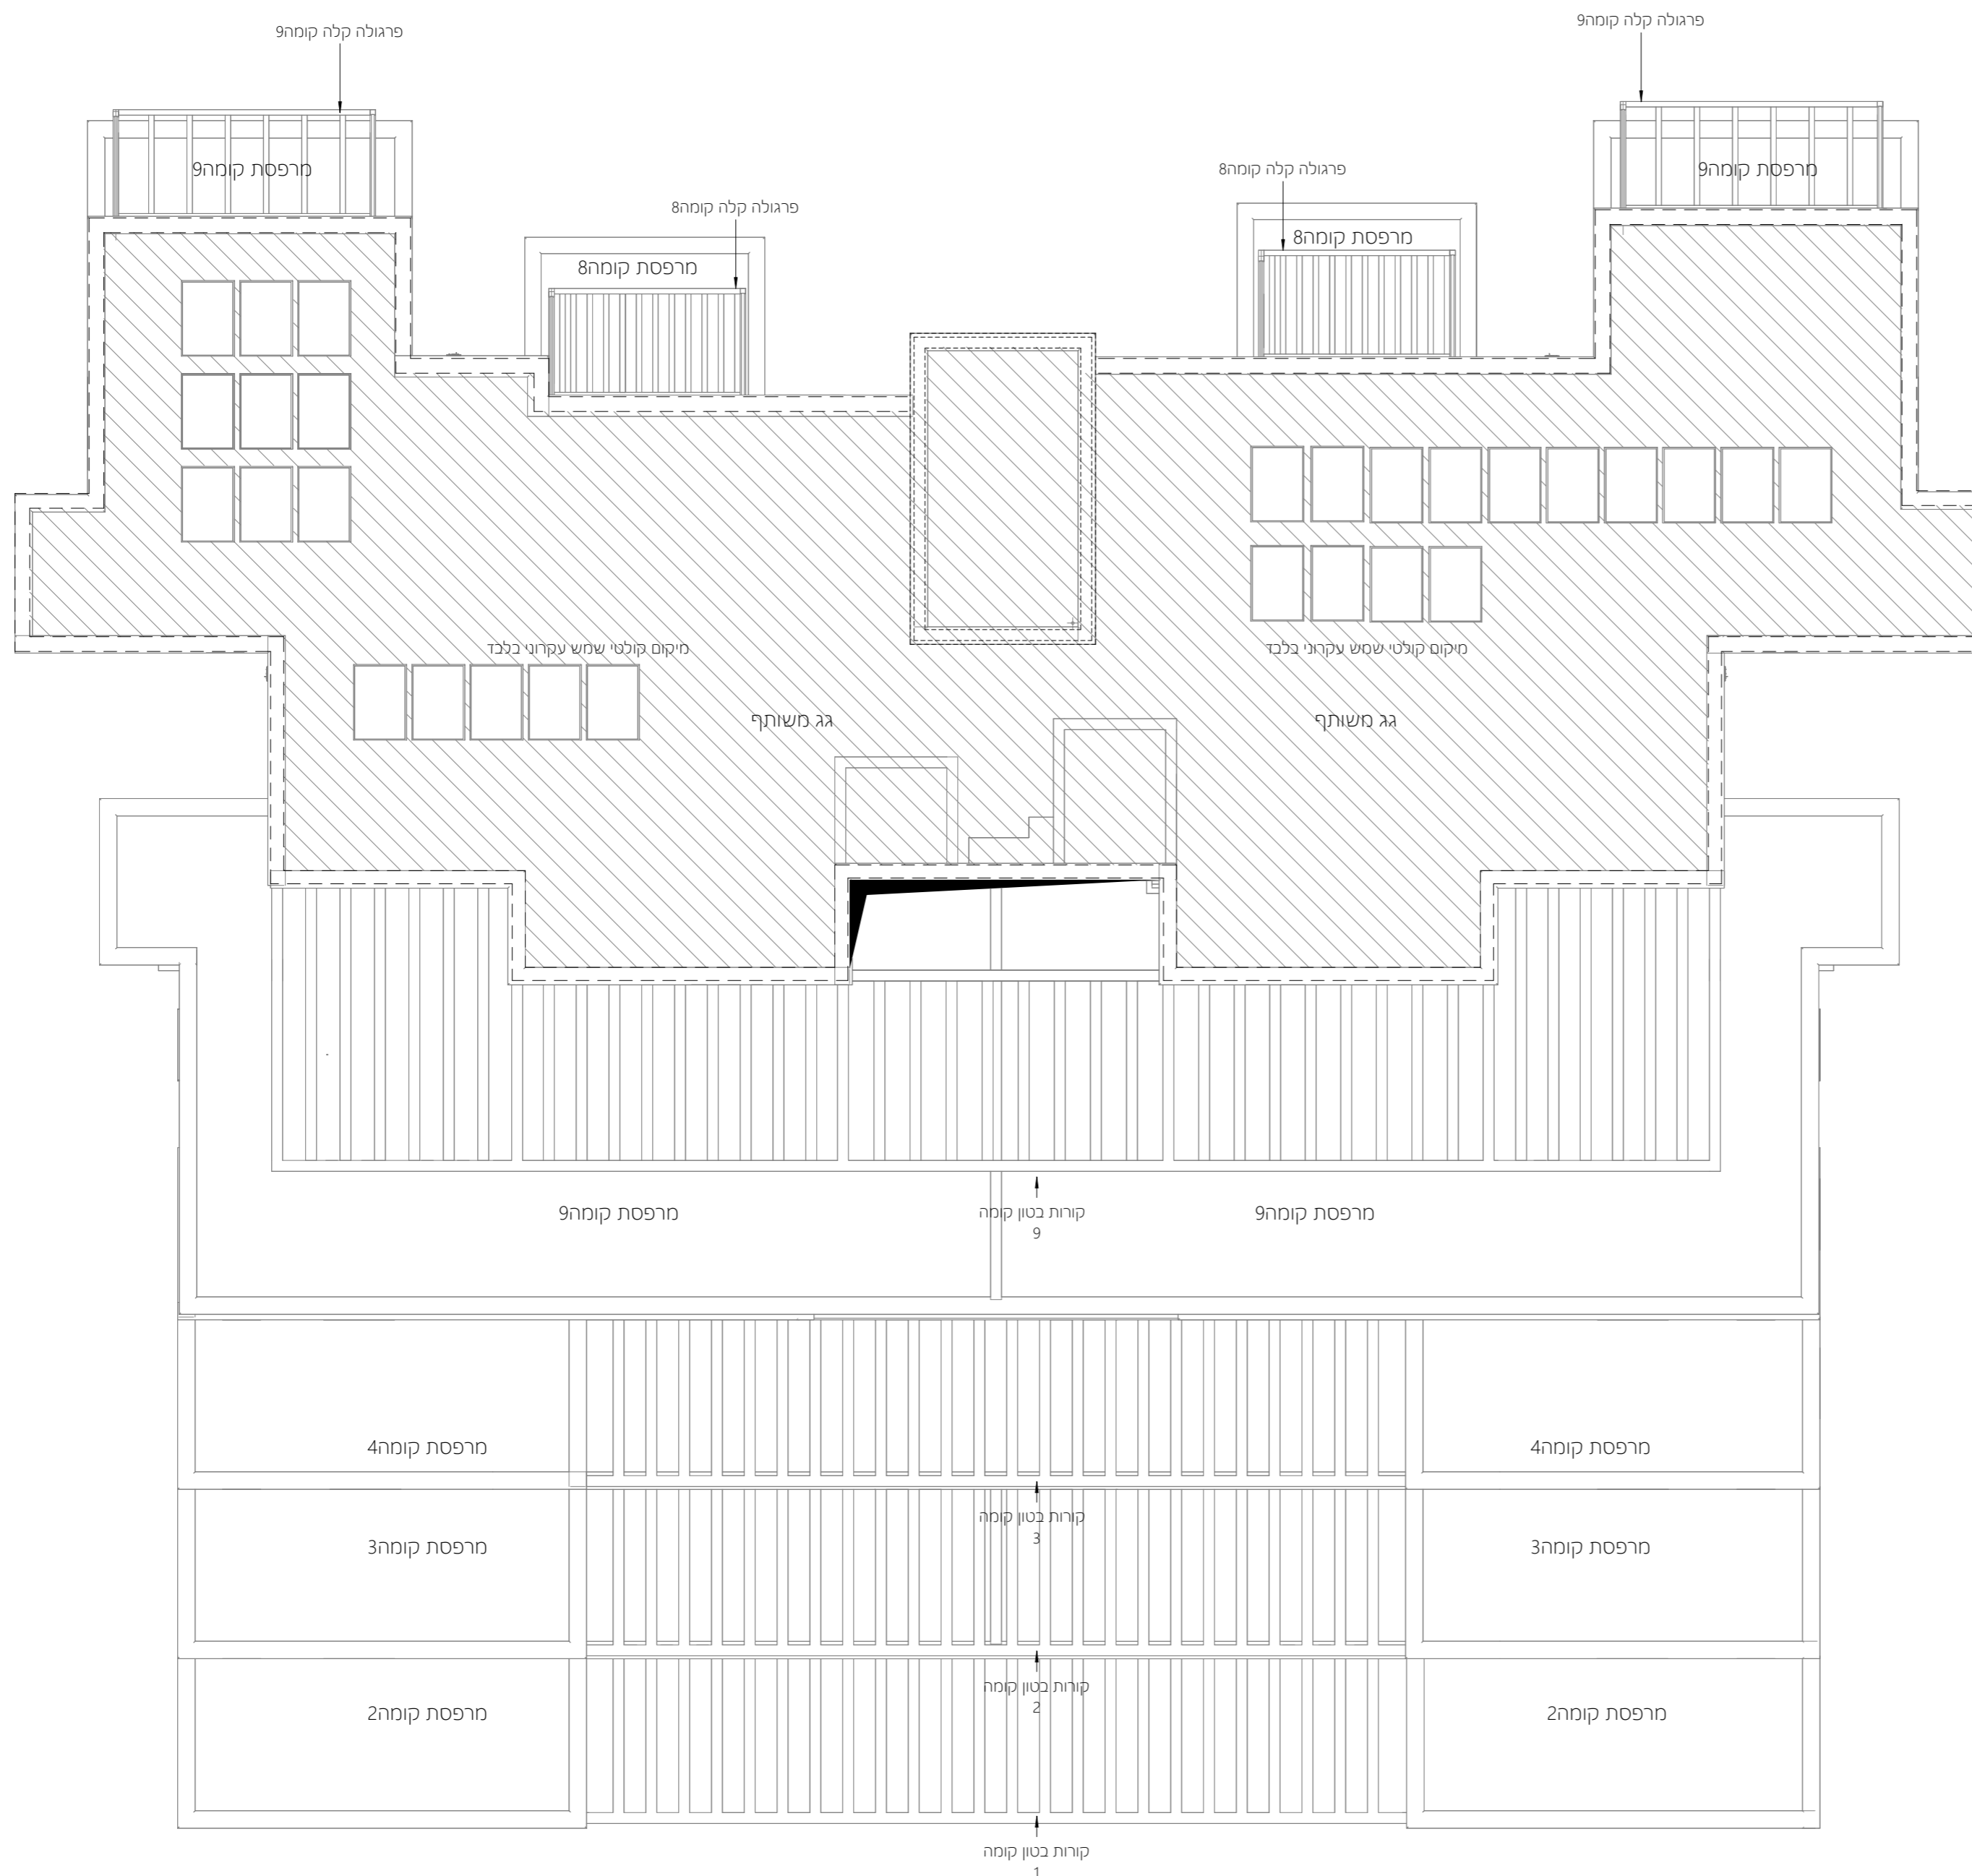 פרגולה קלה קומה9
פרגולה קלה קומה9
מרפסת קומה9
מרפסת קומה9
פרגולה קלה קומה8
פרגולה קלה קומה8
מרפסת קומה8
מרפסת קומה8
מיקום קולטי שמש עקרוני בלבד
מיקום קולטי שמש עקרוני בלבד
גג משותף
גג משותף
מרפסת קומה9
קורות בטון קומה
9
מרפסת קומה9
מרפסת קומה4
מרפסת קומה4
קורות בטון קומה
3
מרפסת קומה3
מרפסת קומה3
קורות בטון קומה
2
מרפסת קומה2
מרפסת קומה2
קורות בטון קומה
1